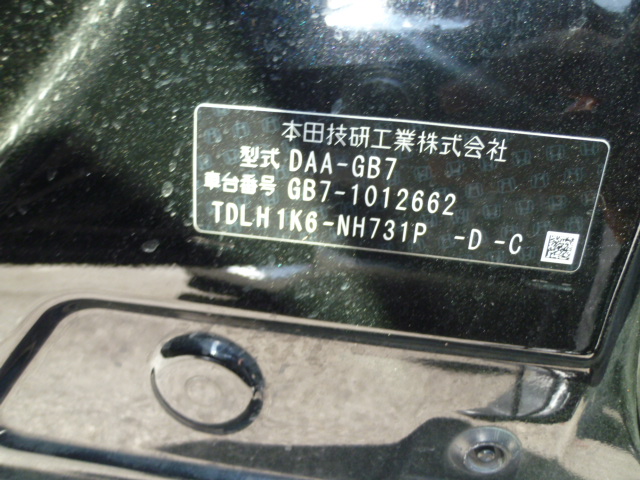 本田技研工業株式会社
型式 DAA-GB7
車台番号 GB7-1012662
TDLH1K6-NH731P -D -C